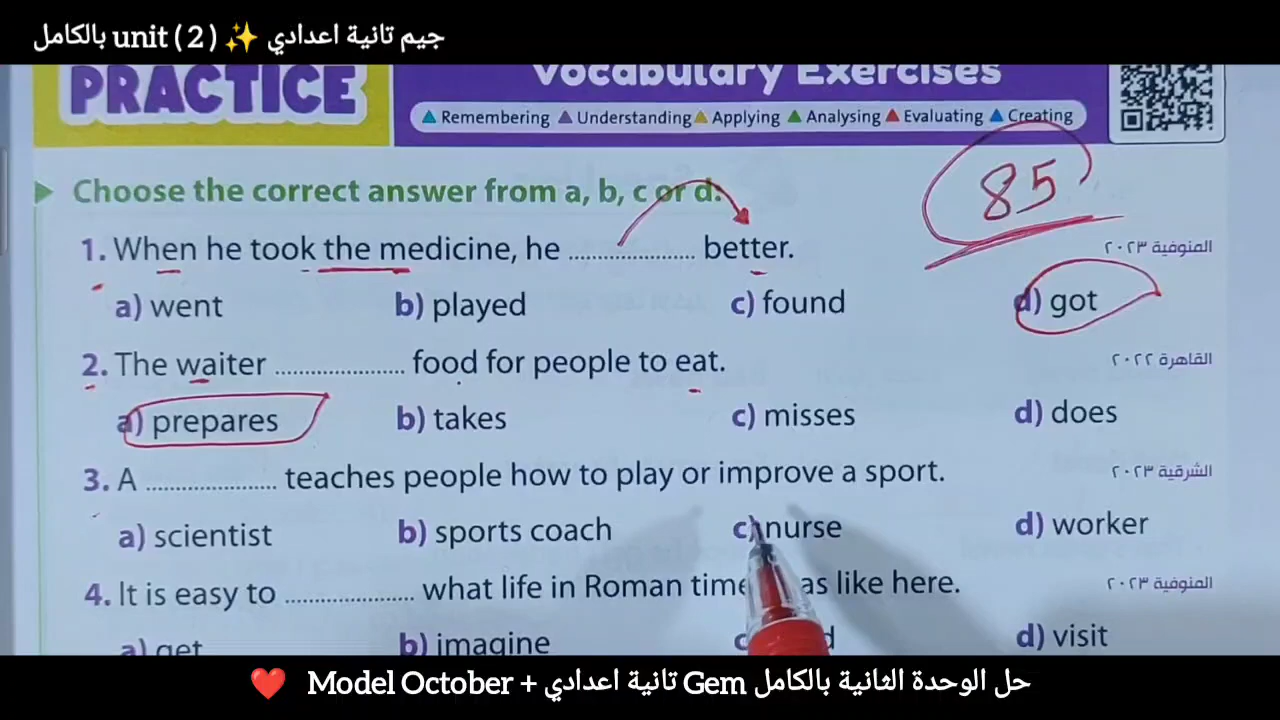 جيم تانية اعدادي ✨ unit ( 2 ) بالكامل
PRACTICE
Vocabulary Exercises
Remembering Understanding Applying Analysing Evaluating Creating
Choose the correct answer from a, b, c or d:
85
1. When he took the medicine, he ...................... better. المنوفية ٢٠٢٣
a) went b) played c) found d) got
2. The waiter ...................... food for people to eat. القاهرة ٢٠٢٢
a) prepares b) takes c) misses d) does
3. A ...................... teaches people how to play or improve a sport. الشرقية ٢٠٢٣
a) scientist b) sports coach c) nurse d) worker
4. It is easy to ...................... what life in Roman time as like here. المنوفية ٢٠٢٣
a) get b) imagine d) visit
حل الوحدة الثانية بالكامل Gem تانية اعدادي + Model October ❤️